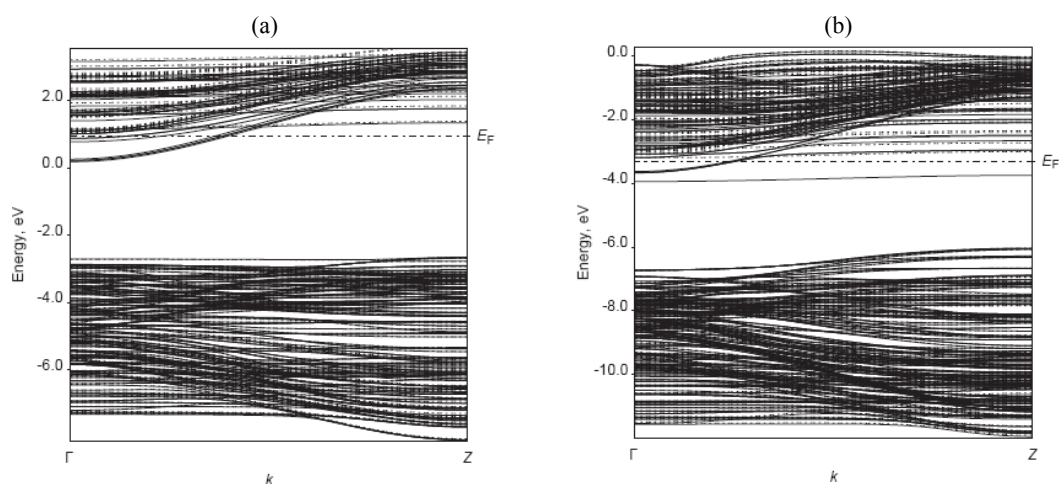 (a)
(b)
2.0
0.0
-2.0
-4.0
-6.0
Energy, eV
E_F
Γ
Z
k
0.0
-2.0
-4.0
-6.0
-8.0
-10.0
Energy, eV
E_F
Γ
Z
k